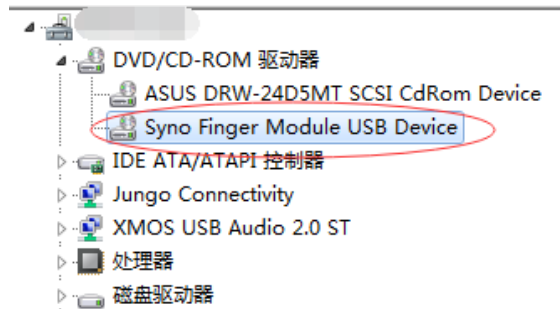 DVD/CD-ROM 驱动器
ASUS DRW-24D5MT SCSI CdRom Device
Syno Finger Module USB Device
IDE ATA/ATAPI 控制器
Jungo Connectivity
XMOS USB Audio 2.0 ST
处理器
磁盘驱动器